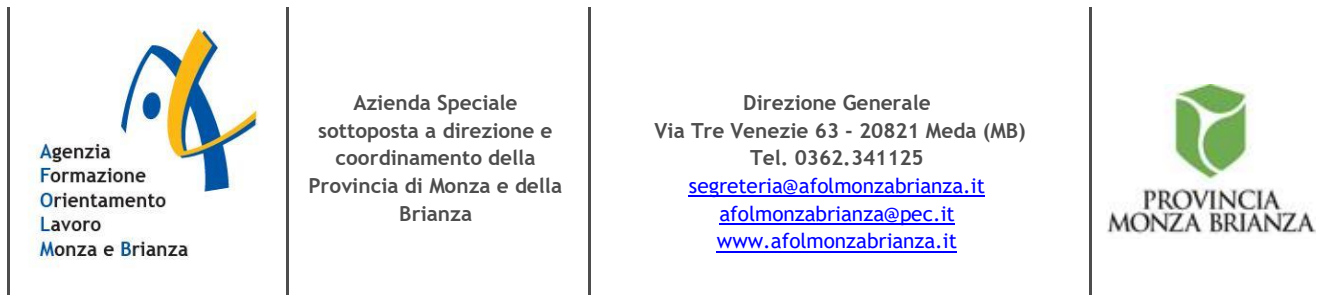 Agenzia
Formazione
Orientamento
Lavoro
Monza e Brianza
Azienda Speciale
sottoposta a direzione e
coordinamento della
Provincia di Monza e della
Brianza
Direzione Generale
Via Tre Venezie 63 - 20821 Meda (MB)
Tel. 0362.341125
segreteria@afolmonzabrianza.it
afolmonzabrianza@pec.it
www.afolmonzabrianza.it
PROVINCIA
MONZA BRIANZA